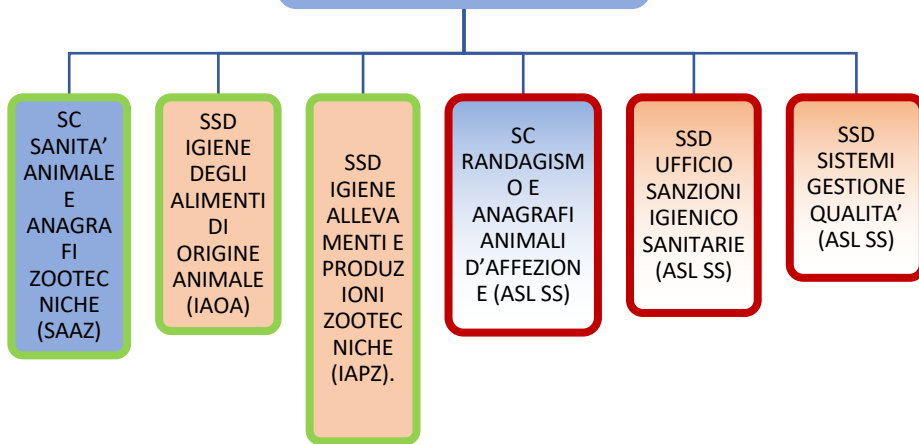 SC
SANITA’
ANIMALE
E
ANAGRA
FI
ZOOTEC
NICHE
(SAAZ)
SSD
IGIENE
DEGLI
ALIMENTI
DI
ORIGINE
ANIMALE
(IAOA)
SSD
IGIENE
ALLEVA
MENTI E
PRODUZ
IONI
ZOOTEC
NICHE
(IAPZ).
SC
RANDAGISM
O E
ANAGRAFI
ANIMALI
D’AFFEZION
E (ASL SS)
SSD
UFFICIO
SANZIONI
IGIENICO
SANITARIE
(ASL SS)
SSD
SISTEMI
GESTIONE
QUALITA’
(ASL SS)